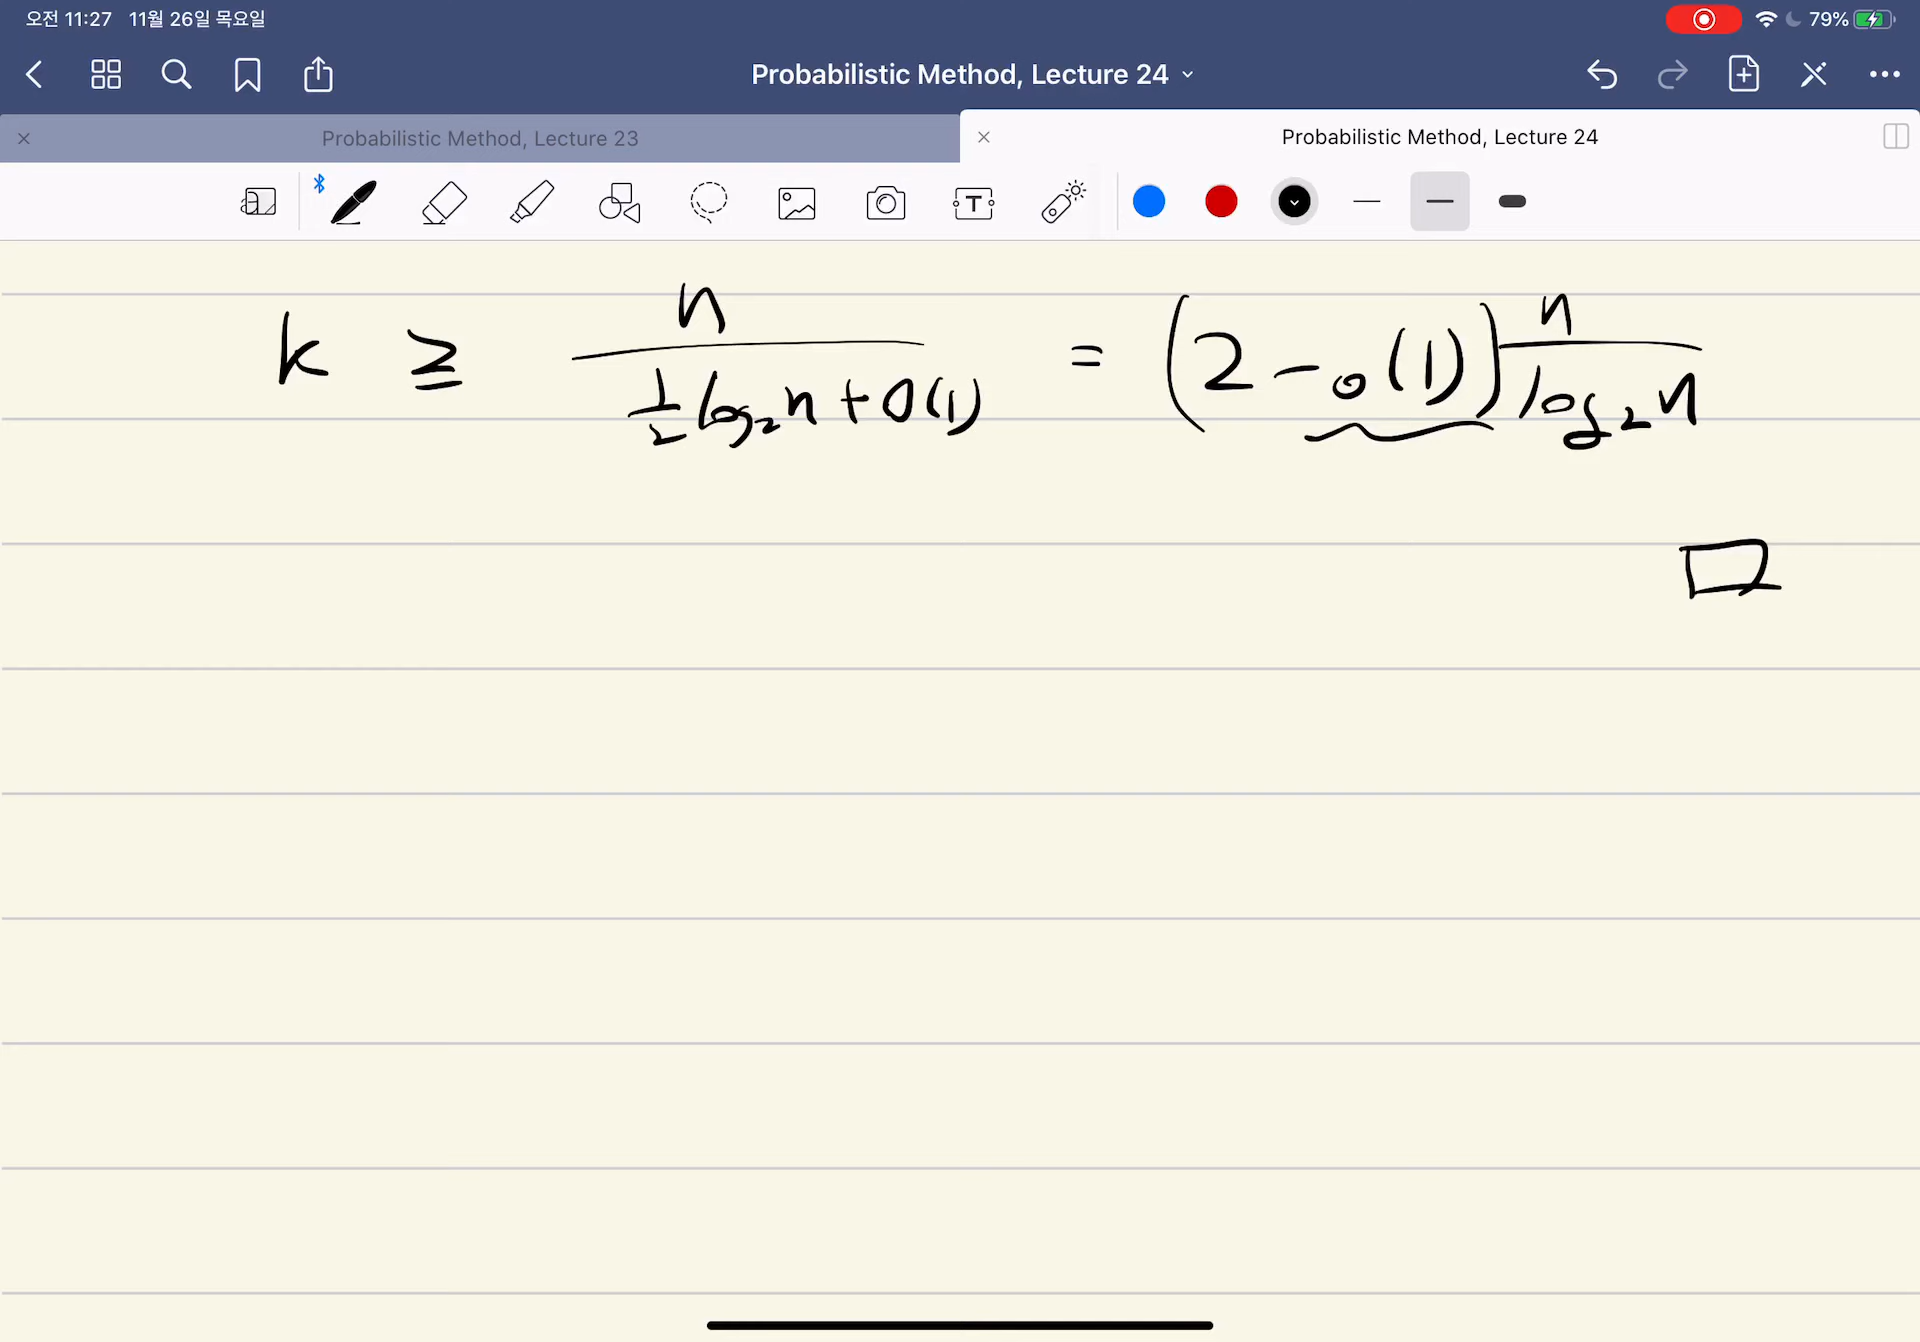 오전 11:27 11월 26일 목요일 79%
Probabilistic Method, Lecture 24
Probabilistic Method, Lecture 23 Probabilistic Method, Lecture 24
k ≥ n / (1/2 log₂ n + O(1)) = (2 - o(1)) n / log₂ n
□